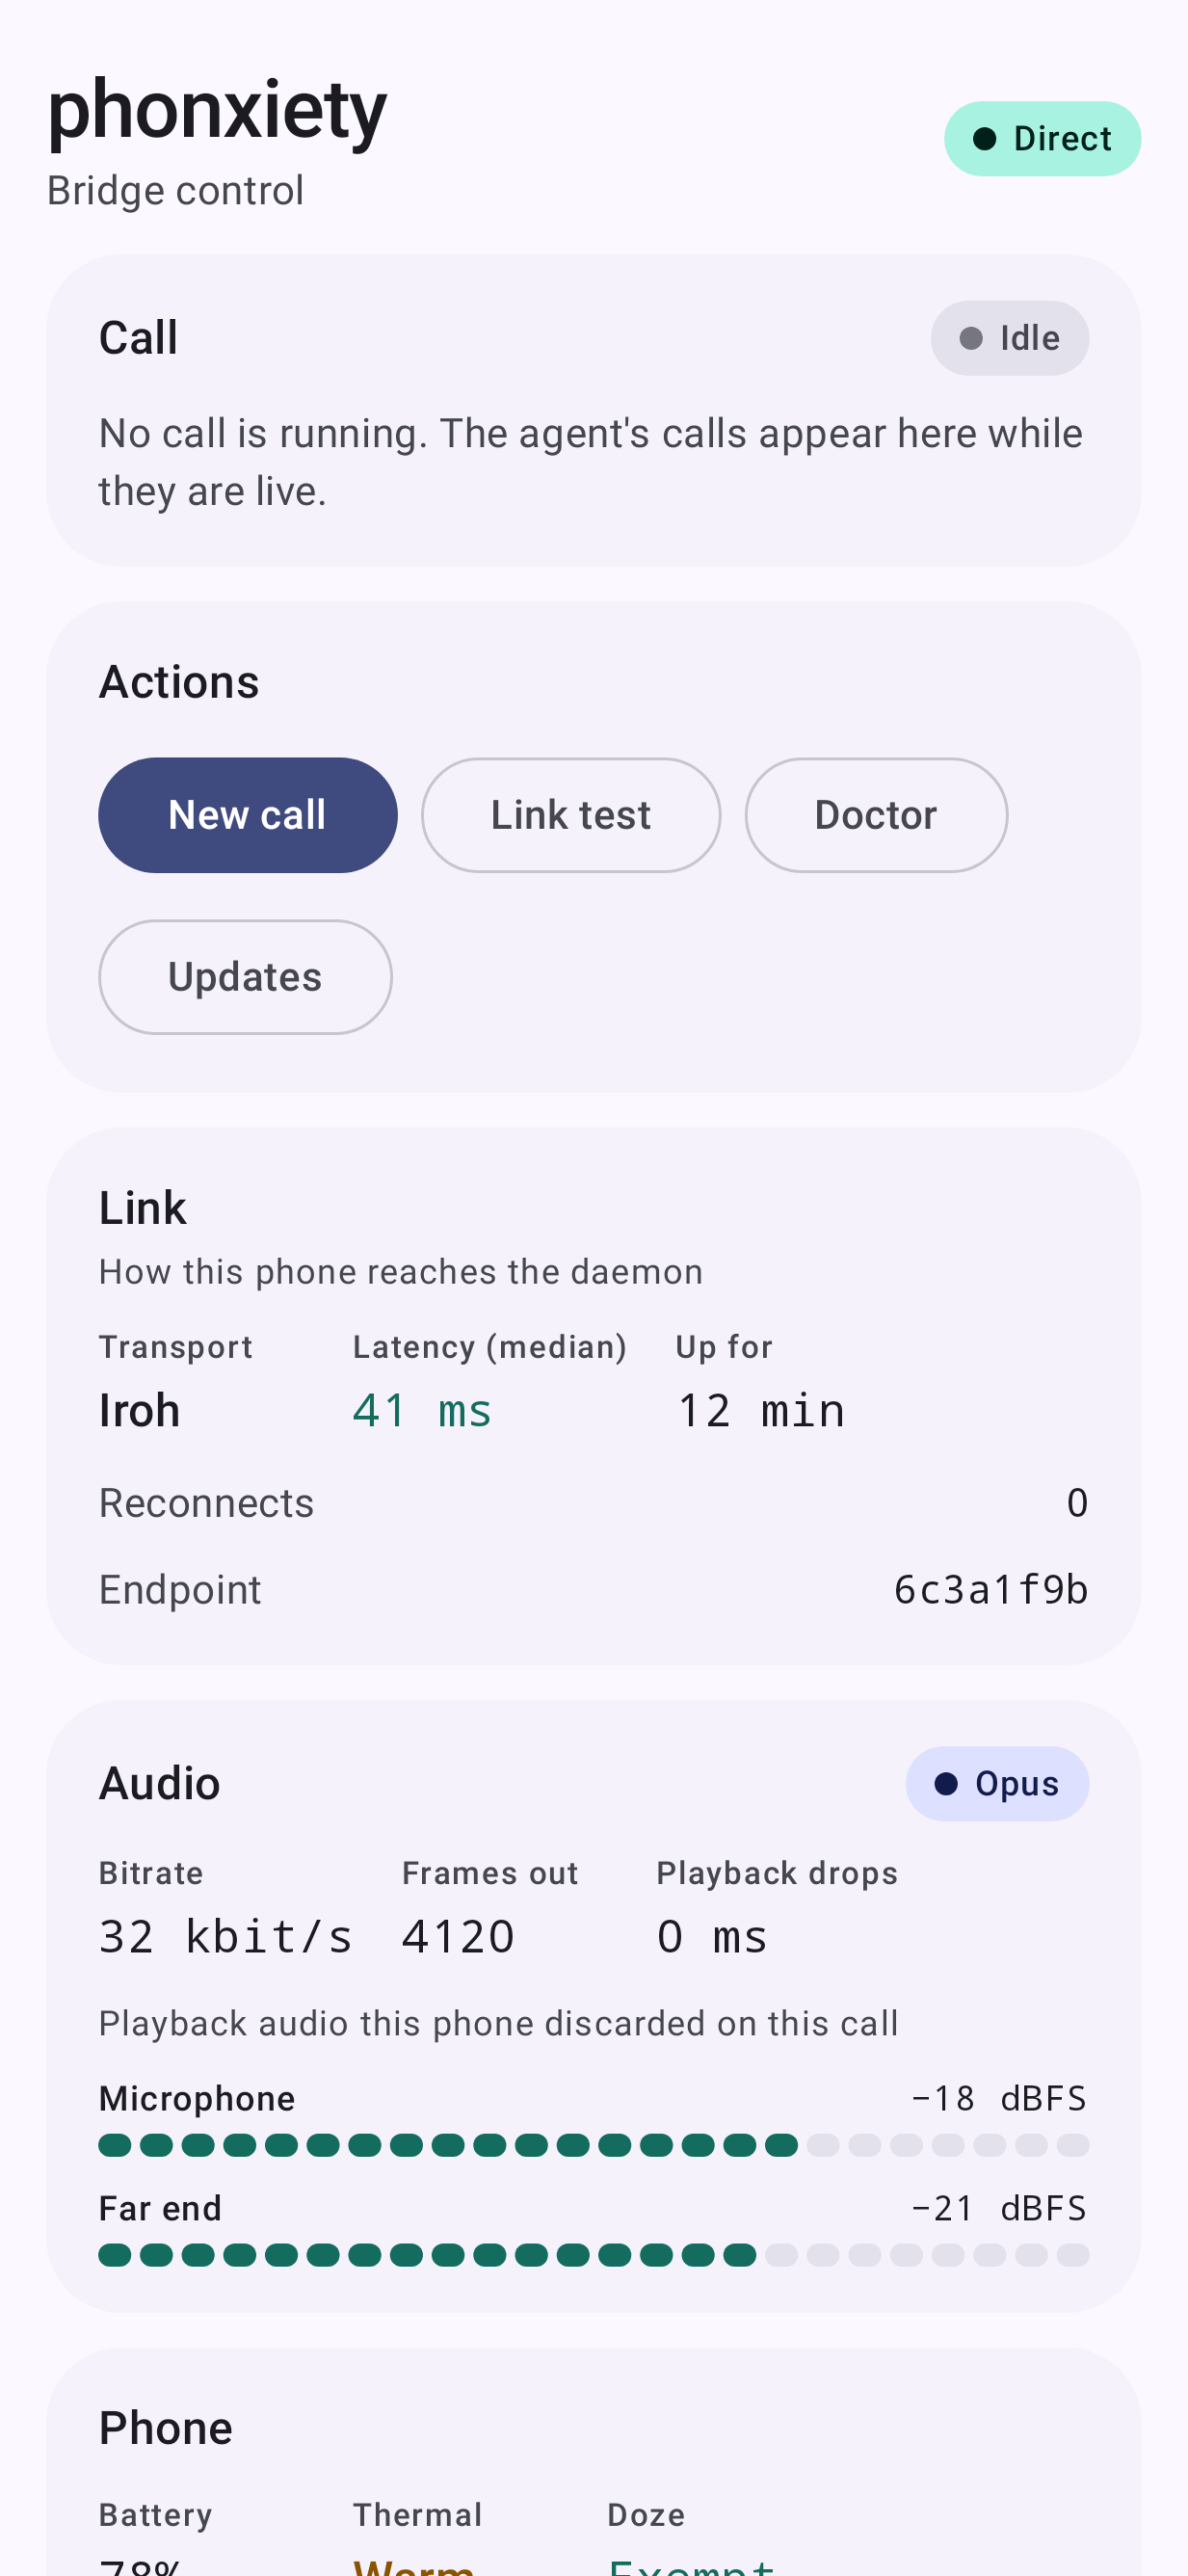 phonxiety
Bridge control
Direct
Call
Idle
No call is running. The agent's calls appear here while
they are live.
Actions
New call
Link test
Doctor
Updates
Link
How this phone reaches the daemon
Transport
Latency (median)
Up for
Iroh
41 ms
12 min
Reconnects
0
Endpoint
6c3a1f9b
Audio
Opus
Bitrate
Frames out
Playback drops
32 kbit/s
4120
0 ms
Playback audio this phone discarded on this call
Microphone
−18 dBFS
Far end
−21 dBFS
Phone
Battery
Thermal
Doze
78%
Warm
Exempt